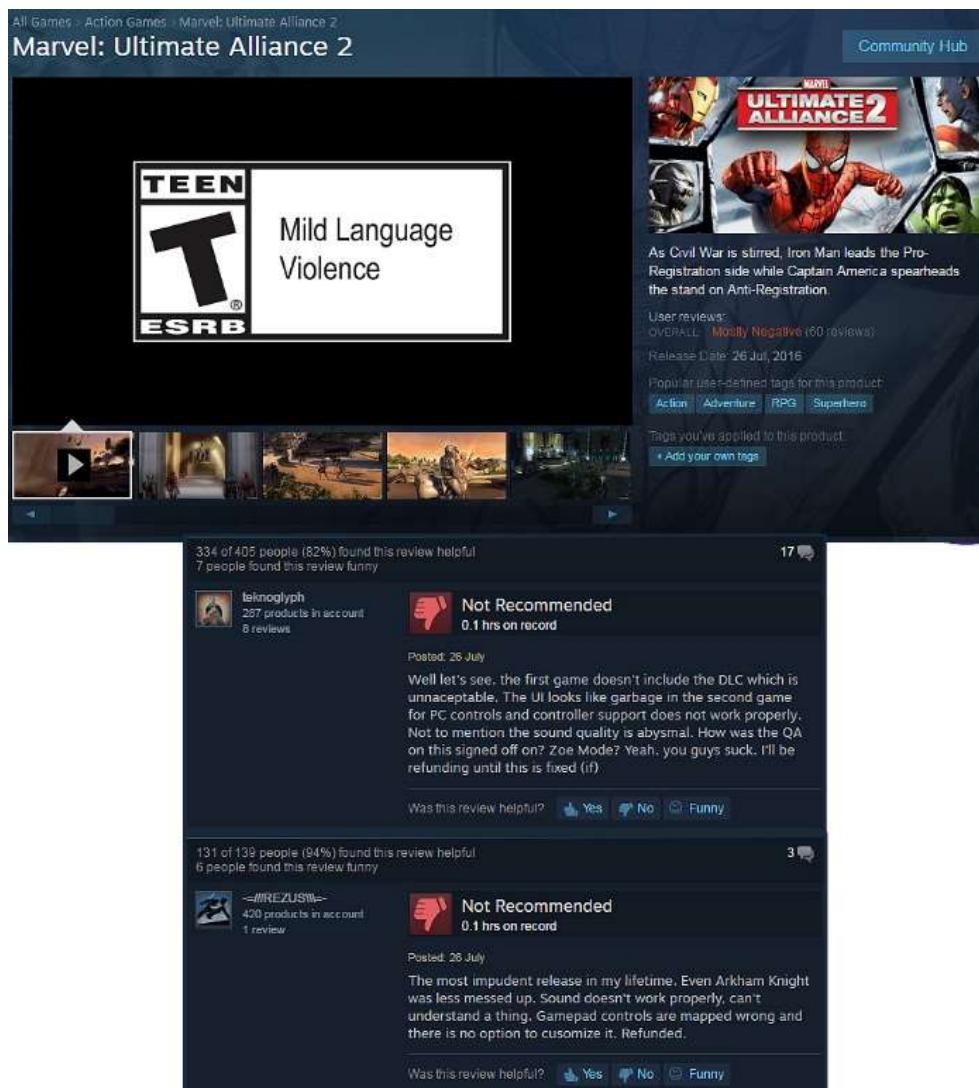 All Games > Action Games > Marvel: Ultimate Alliance 2
Marvel: Ultimate Alliance 2
Community Hub
TEEN
T
®
ESRB
Mild Language
Violence
MARVEL
ULTIMATE
ALLIANCE 2
As Civil War is stirred, Iron Man leads the Pro-
Registration side while Captain America spearheads
the stand on Anti-Registration.
User reviews:
OVERALL: Mostly Negative (60 reviews)
Release Date: 26 Jul, 2016
Popular user-defined tags for this product:
Action Adventure RPG Superhero
Tags you've applied to this product:
+ Add your own tags
334 of 405 people (82%) found this review helpful
7 people found this review funny
17
teknoglyph
287 products in account
8 reviews
Not Recommended
0.1 hrs on record
Posted: 26 July
Well let's see. the first game doesn't include the DLC which is
unnaceptable. The UI looks like garbage in the second game
for PC controls and controller support does not work properly.
Not to mention the sound quality is abysmal. How was the QA
on this signed off on? Zoe Mode? Yeah. you guys suck. I'll be
refunding until this is fixed (if)
Was this review helpful? Yes No Funny
131 of 139 people (94%) found this review helpful
6 people found this review funny
3
-=///REZUS\\\=-
420 products in account
1 review
Not Recommended
0.1 hrs on record
Posted: 26 July
The most impudent release in my lifetime. Even Arkham Knight
was less messed up. Sound doesn't work properly, can't
understand a thing. Gamepad controls are mapped wrong and
there is no option to cusomize it. Refunded.
Was this review helpful? Yes No Funny